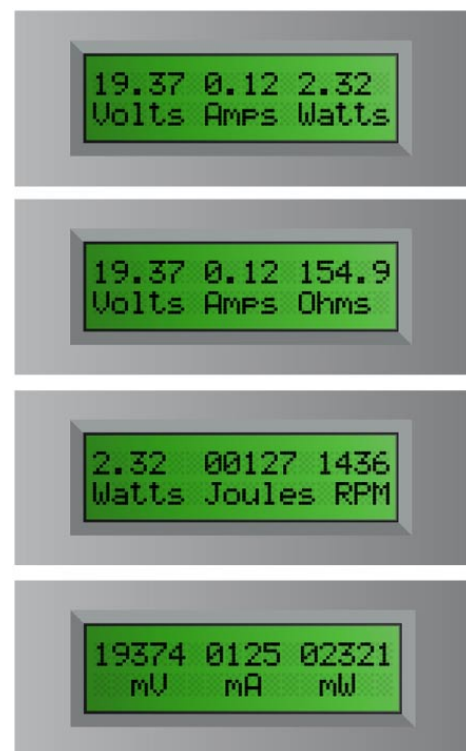 19.37 0.12 2.32
Volts Amps Watts
19.37 0.12 154.9
Volts Amps Ohms
2.32 00127 1436
Watts Joules RPM
19374 0125 02321
mV mA mW